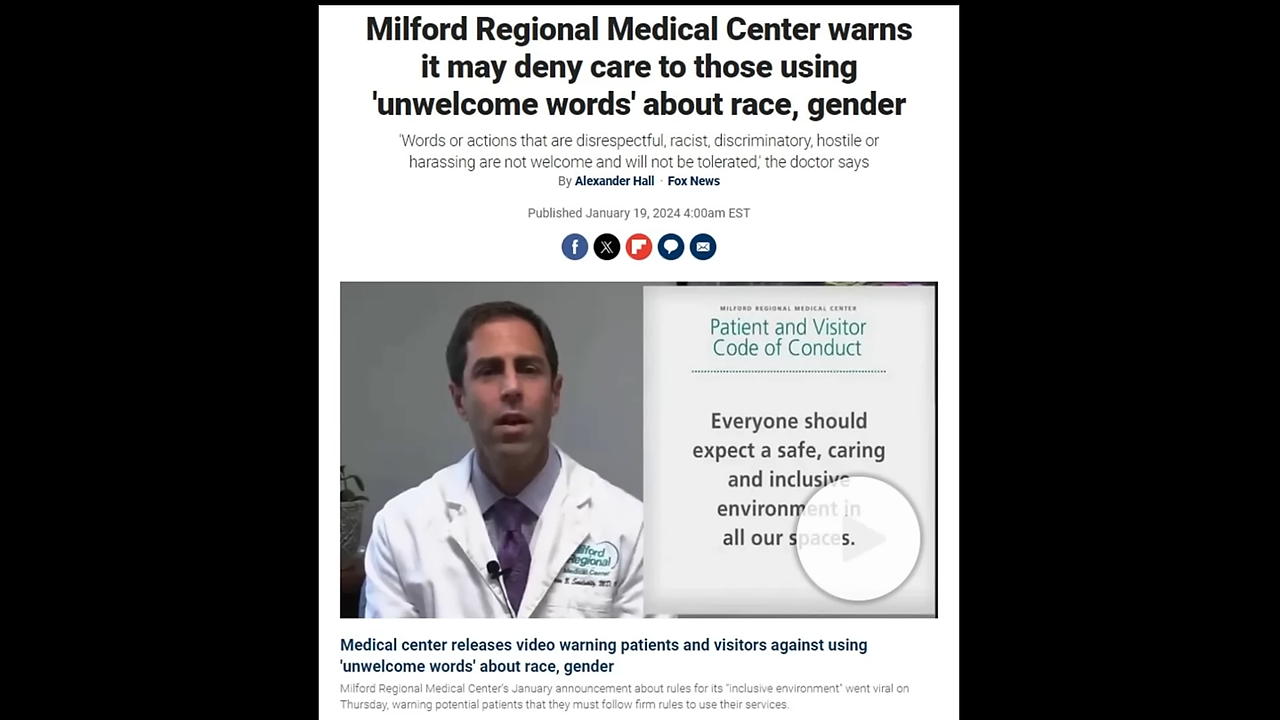 Milford Regional Medical Center warns
it may deny care to those using
'unwelcome words' about race, gender
'Words or actions that are disrespectful, racist, discriminatory, hostile or
harassing are not welcome and will not be tolerated,' the doctor says
By Alexander Hall · Fox News
Published January 19, 2024 4:00am EST
MILFORD REGIONAL MEDICAL CENTER
Patient and Visitor
Code of Conduct
Everyone should
expect a safe, caring
and inclusive
environment in
all our spaces.
Milford
Regional
Medical Center
Medical center releases video warning patients and visitors against using
'unwelcome words' about race, gender
Milford Regional Medical Center's January announcement about rules for its "inclusive environment" went viral on
Thursday, warning potential patients that they must follow firm rules to use their services.